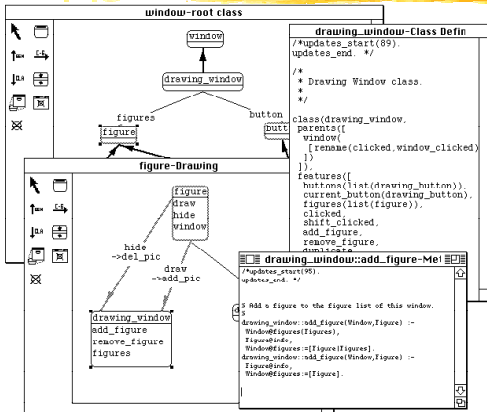 window-root class
window
drawing_window
figures
button
figure
butt
drawing_window-Class Defin
/*updates_start(89).
updates_end. */
/*
* Drawing Window class.
*
*/
class(drawing_window,
parents([
window(
[rename(clicked,window_clicked)
])
]),
features([
buttons(list(drawing_button)),
current_button(drawing_button),
figures(list(figure)),
clicked,
shift_clicked,
add_figure,
remove_figure,
duplicate
figure-Drawing
figure
draw
hide
window
hide
->del_pic
draw
->add_pic
drawing_window
add_figure
remove_figure
figures
drawing_window::add_figure-Me
/*updates_start(95).
updates_end. */
% Add a figure to the figure list of this window.
%
drawing_window::add_figure(Window,Figure) :-
Window@figures(Figures),
Figure@info,
Window@figures:=[Figure|Figures].
drawing_window::add_figure(Window,Figure) :-
Figure@info,
Window@figures:=[Figure].